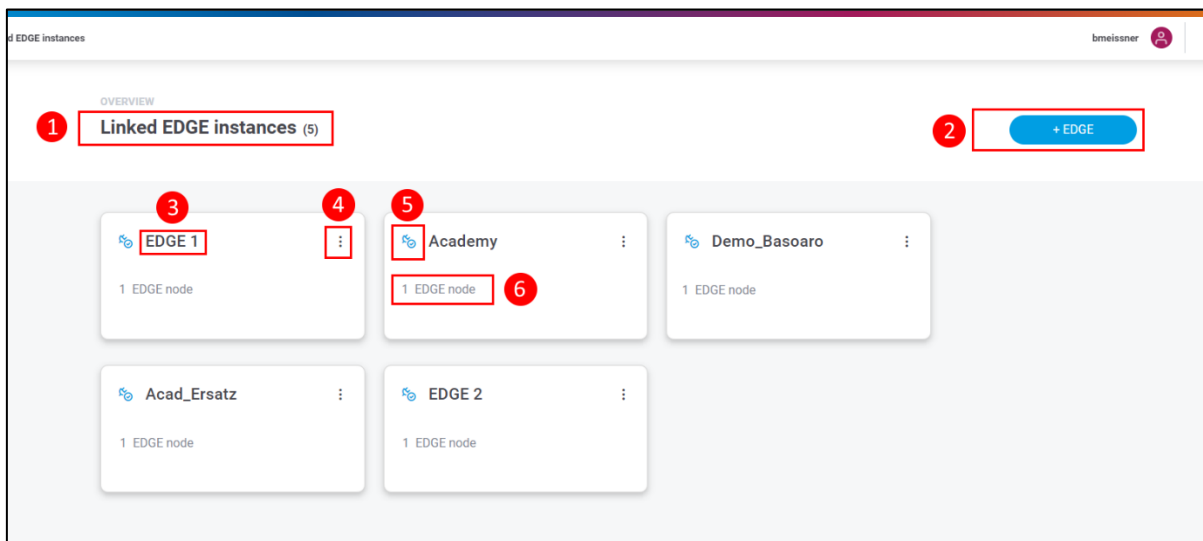 d EDGE instances
bmeissner
OVERVIEW
1 Linked EDGE instances (5)
2 + EDGE
3 4 5
EDGE 1
Academy
Demo_Basoaro
1 EDGE node
1 EDGE node 6
1 EDGE node
Acad_Ersatz
EDGE 2
1 EDGE node
1 EDGE node